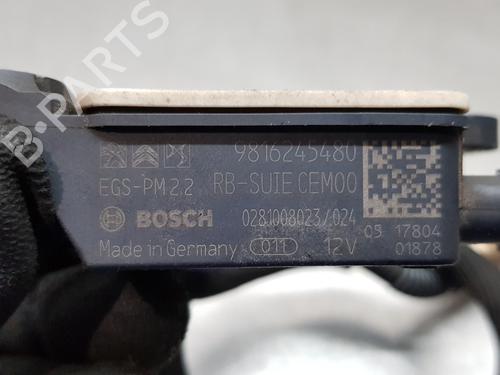 9816245480
EGS-PM 2.2 RB-SUIE CEM00
BOSCH 0281008023/024
05 17804
Made in Germany 011 12V 01878
B-PARTS